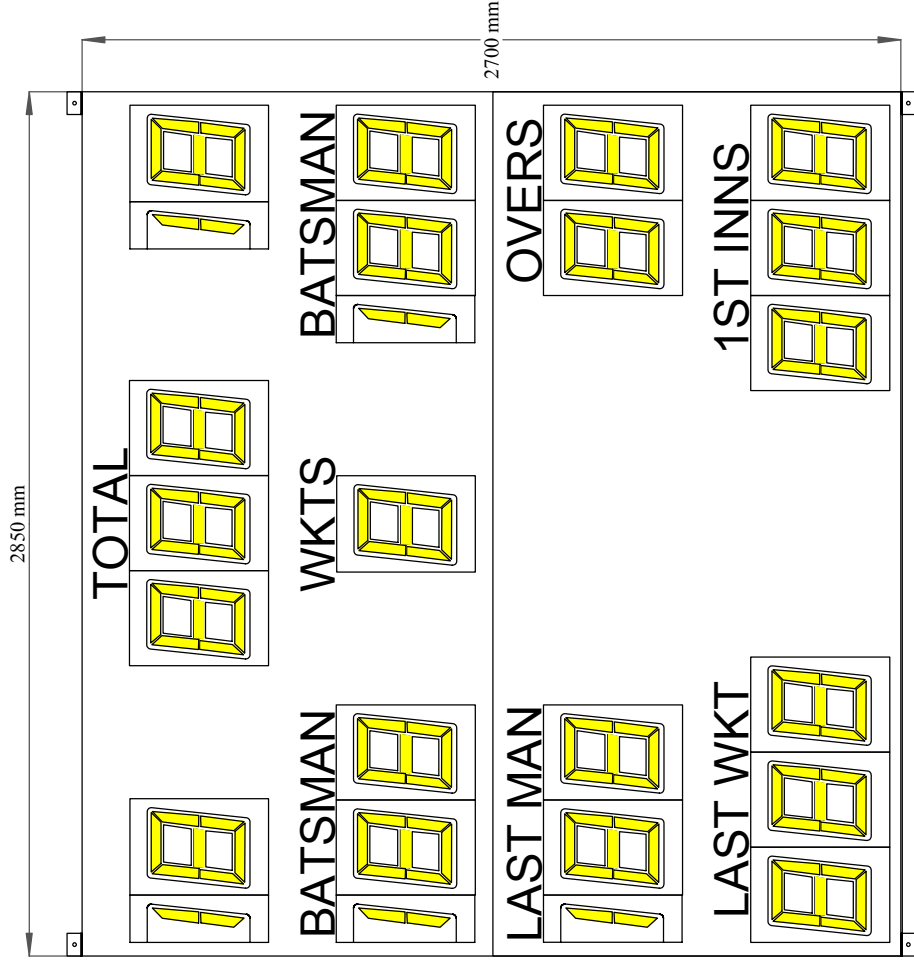 2850 mm
TOTAL
BATSMAN WKTS BATSMAN
2700 mm
LAST MAN OVERS
LAST WKT 1ST INNS